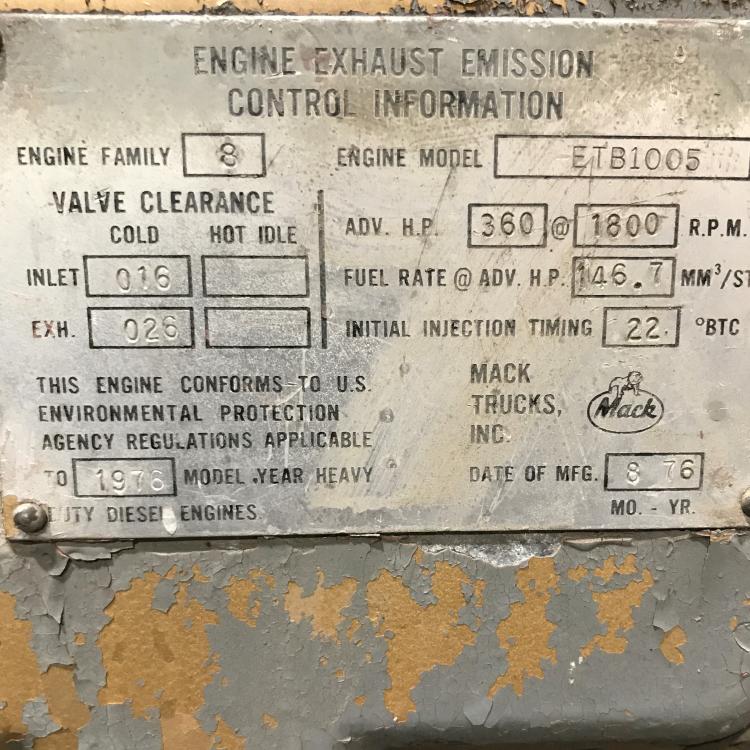 ENGINE EXHAUST EMISSION
CONTROL INFORMATION
ENGINE FAMILY 8 ENGINE MODEL ETB1005
VALVE CLEARANCE
COLD HOT IDLE
ADV. H.P. 360 @ 1800 R.P.M.
INLET 016
FUEL RATE @ ADV. H.P. 146.7 MM³/ST
EXH. 026
INITIAL INJECTION TIMING 22. °BTC
THIS ENGINE CONFORMS TO U.S.
ENVIRONMENTAL PROTECTION
AGENCY REGULATIONS APPLICABLE
TO 1976 MODEL YEAR HEAVY
DUTY DIESEL ENGINES
MACK
TRUCKS,
INC.
Mack
DATE OF MFG. 8 76
MO. - YR.